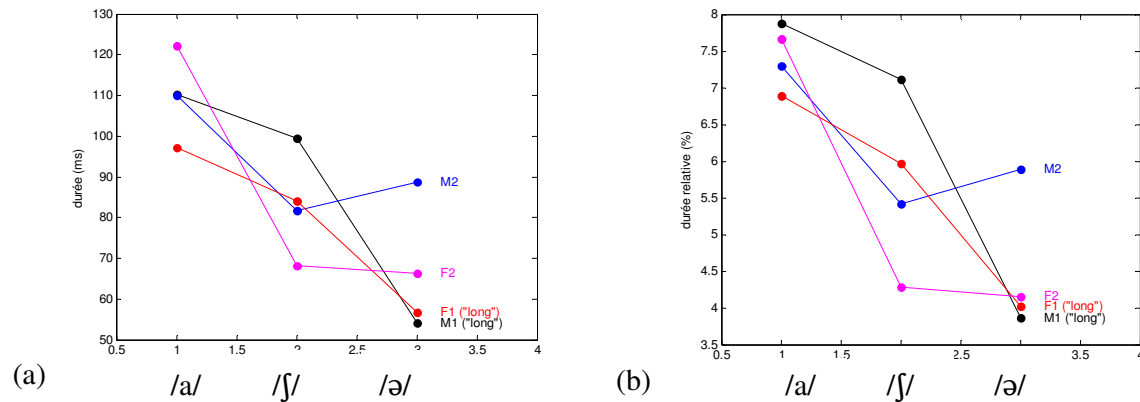 130
120
110
100
90
80
70
60
50
durée (ms)
M2
F2
F1 ("long")
M1 ("long")
0.5 1 1.5 2 2.5 3 3.5 4
(a) /a/ /ʃ/ /ə/
8
7.5
7
6.5
6
5.5
5
4.5
4
3.5
durée relative (%)
M2
F2
F1 ("long")
M1 ("long")
0.5 1 1.5 2 2.5 3 3.5 4
(b) /a/ /ʃ/ /ə/